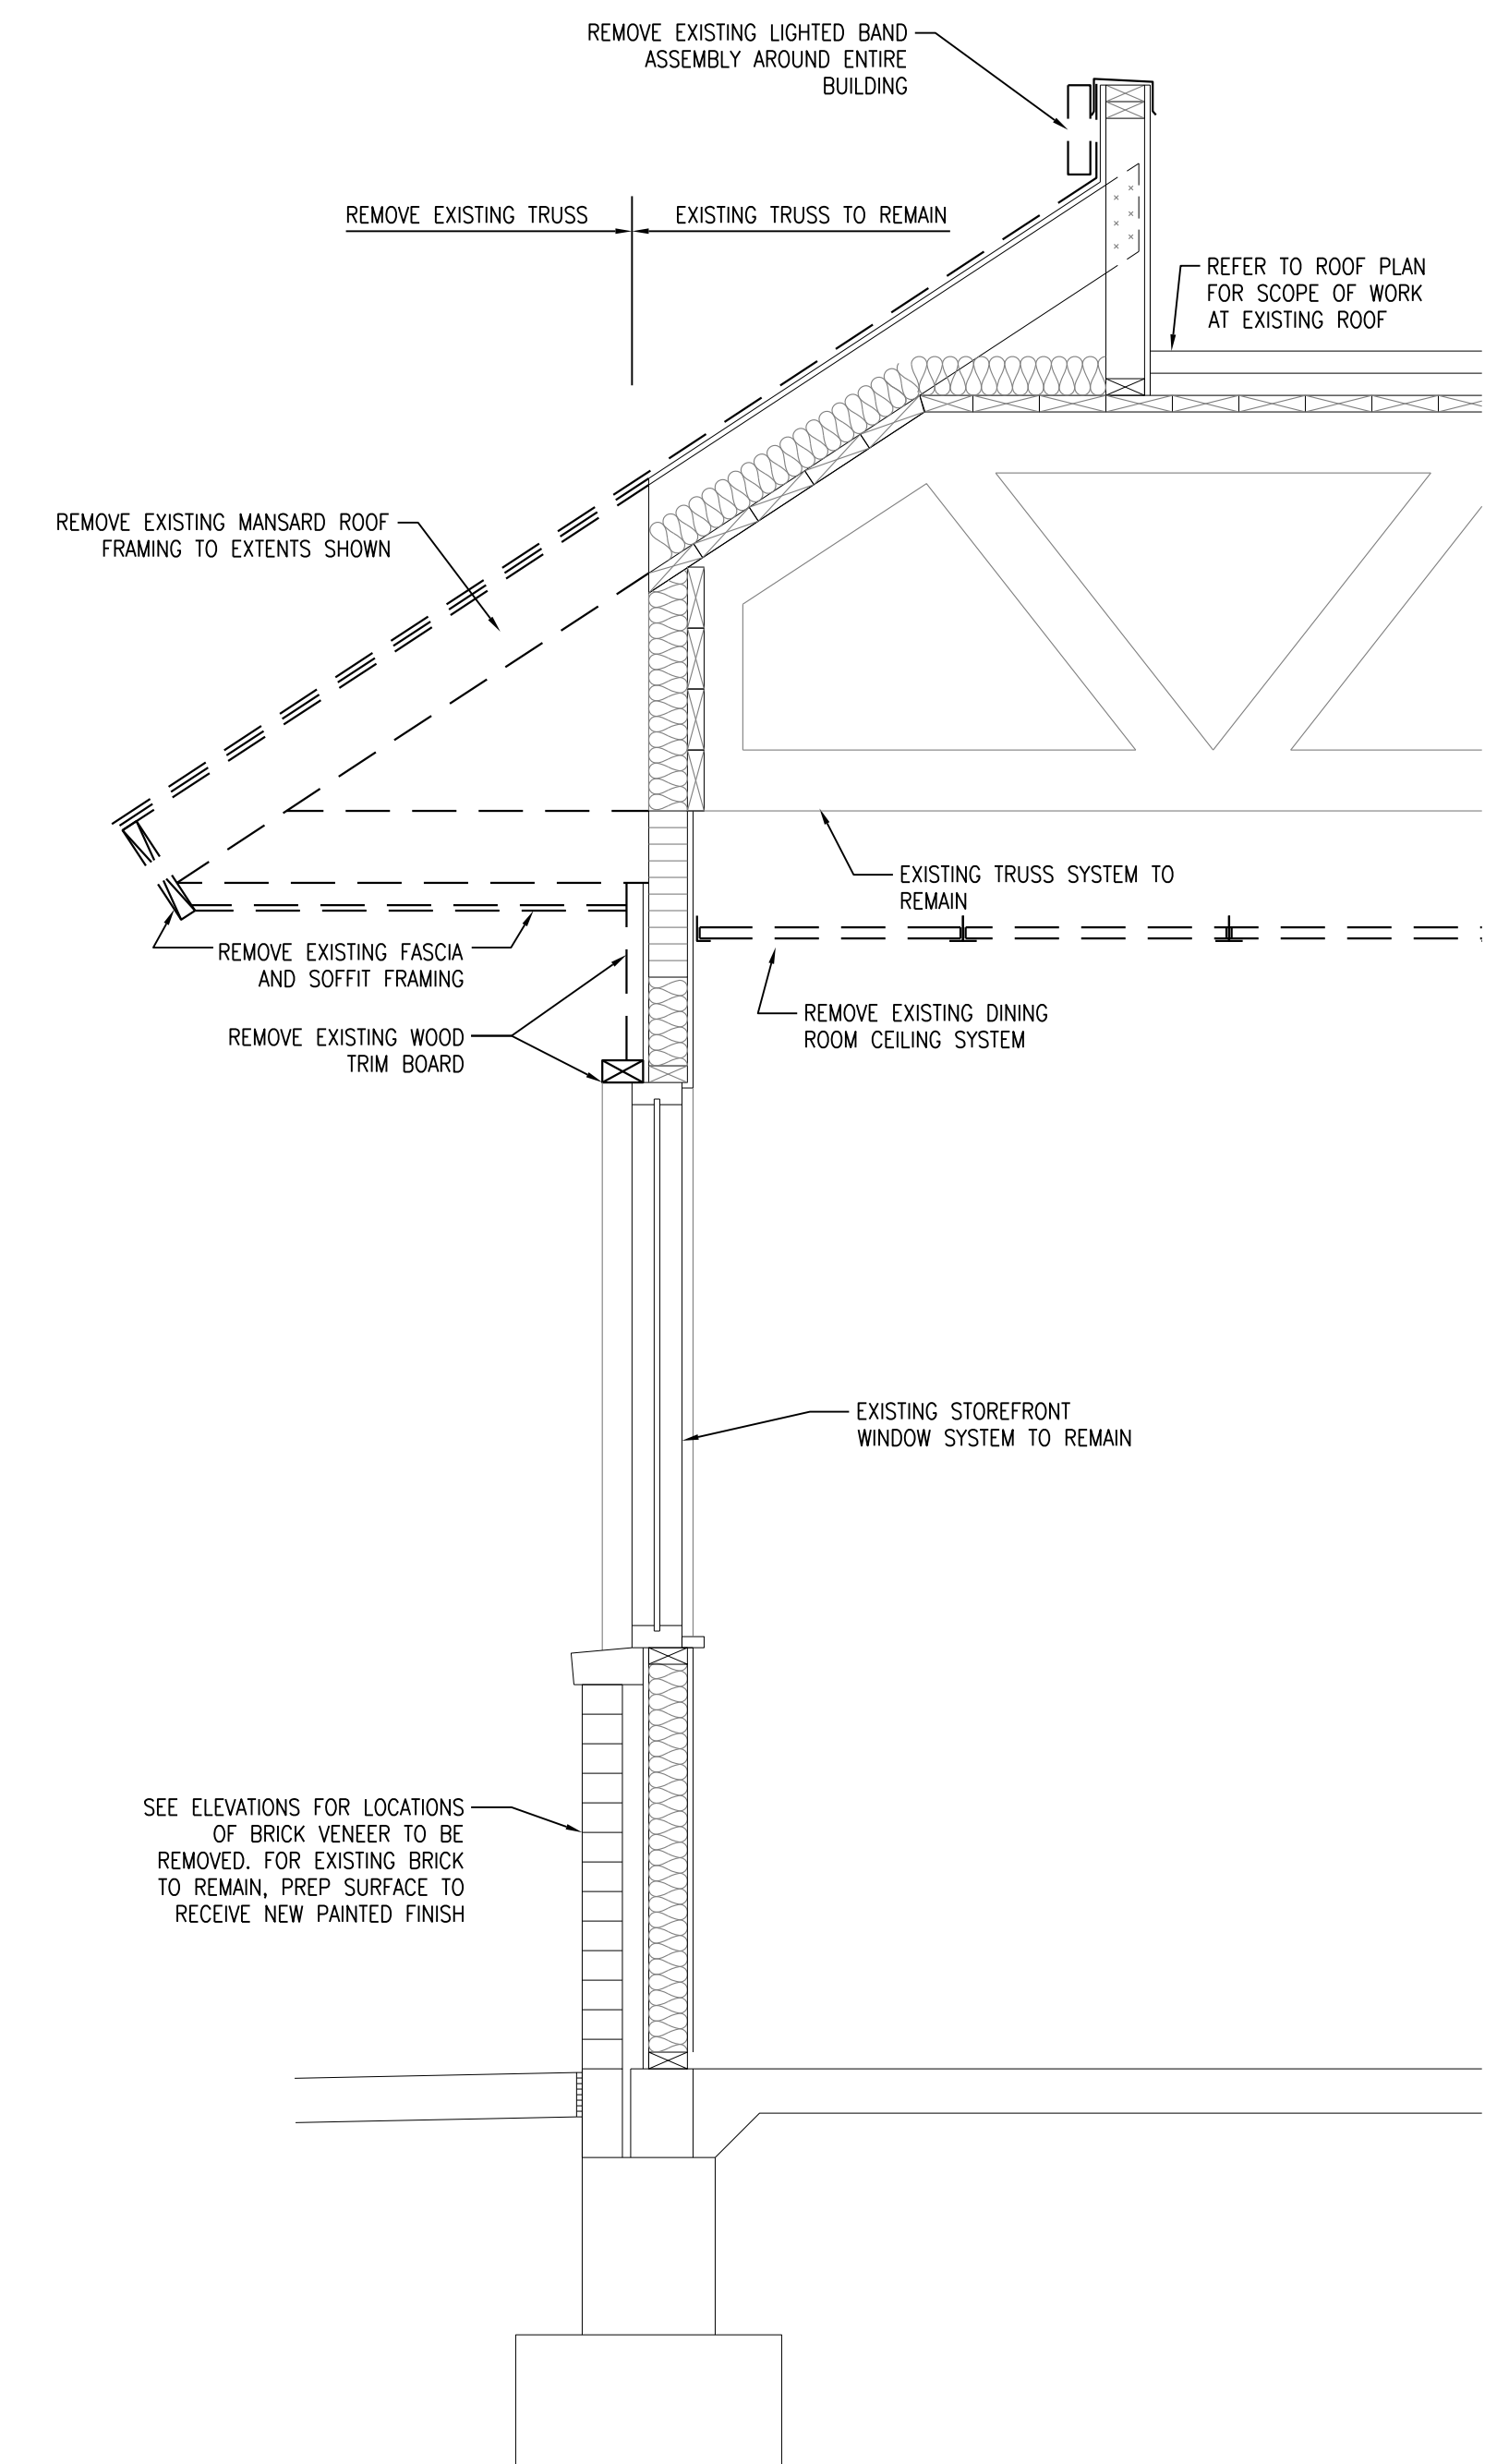 REMOVE EXISTING LIGHTED BAND
ASSEMBLY AROUND ENTIRE
BUILDING
REMOVE EXISTING TRUSS
EXISTING TRUSS TO REMAIN
REFER TO ROOF PLAN
FOR SCOPE OF WORK
AT EXISTING ROOF
REMOVE EXISTING MANSARD ROOF
FRAMING TO EXTENTS SHOWN
EXISTING TRUSS SYSTEM TO
REMAIN
REMOVE EXISTING FASCIA
AND SOFFIT FRAMING
REMOVE EXISTING DINING
ROOM CEILING SYSTEM
REMOVE EXISTING WOOD
TRIM BOARD
EXISTING STOREFRONT
WINDOW SYSTEM TO REMAIN
SEE ELEVATIONS FOR LOCATIONS
OF BRICK VENEER TO BE
REMOVED. FOR EXISTING BRICK
TO REMAIN, PREP SURFACE TO
RECEIVE NEW PAINTED FINISH